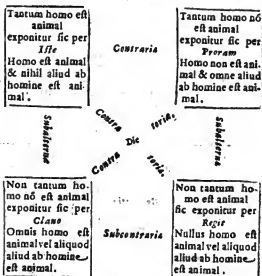 Tantum homo eſt
animal
exponitur ſic per
Iſte
Homo eſt animal
& nihil aliud ab
homine eſt ani-
mal.
Contraria
Tantum homo nõ
eſt animal
exponitur ſic per
Proram
Homo non eſt ani-
mal & omne aliud
ab homine eſt ani-
mal.
Subalterna
Contra
toriæ.
Dic
Contra
toriæ.
Subalterna
Non tantum ho-
mo nõ eſt animal
exponitur ſic per
Clauo
Omnis homo eſt
animal vel aliquod
aliud ab homine
eſt animal.
Subcontraria
Non tantum ho-
mo eſt animal
ſic exponitur per
Regit
Nullus homo eſt
animal vel aliquod
aliud ab homine
eſt animal.